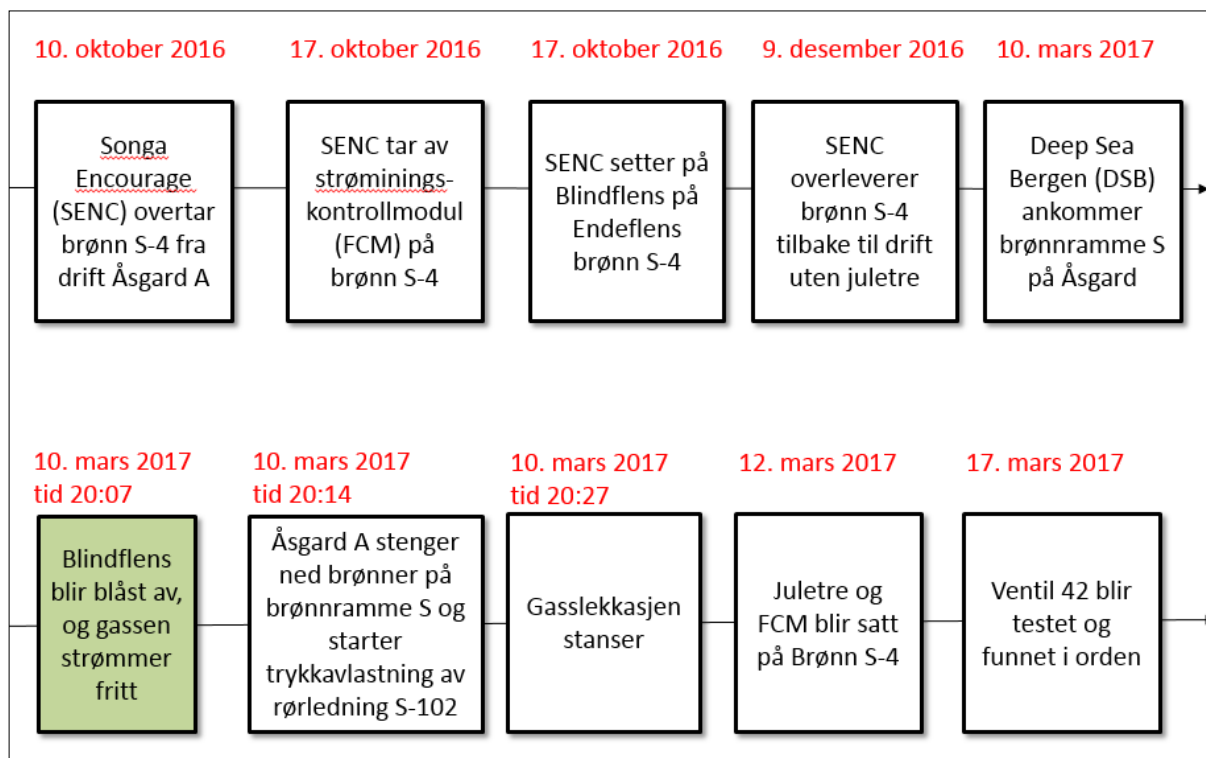 10. oktober 2016
17. oktober 2016
17. oktober 2016
9. desember 2016
10. mars 2017
Songa
Encourage
(SENC) overtar
brønn S-4 fra
drift Åsgard A
SENC tar av
strøminings-
kontrollmodul
(FCM) på
brønn S-4
SENC setter på
Blindflens på
Endeflens
brønn S-4
SENC
overleverer
brønn S-4
tilbake til drift
uten juletre
Deep Sea
Bergen (DSB)
ankommer
brønnramme S
på Åsgard
10. mars 2017
tid 20:07
10. mars 2017
tid 20:14
10. mars 2017
tid 20:27
12. mars 2017
17. mars 2017
Blindflens
blir blåst av,
og gassen
strømmer
fritt
Åsgard A stenger
ned brønner på
brønnramme S og
starter
trykkavlastning av
rørledning S-102
Gasslekkasjen
stanser
Juletre og
FCM blir satt
på Brønn S-4
Ventil 42 blir
testet og
funnet i orden